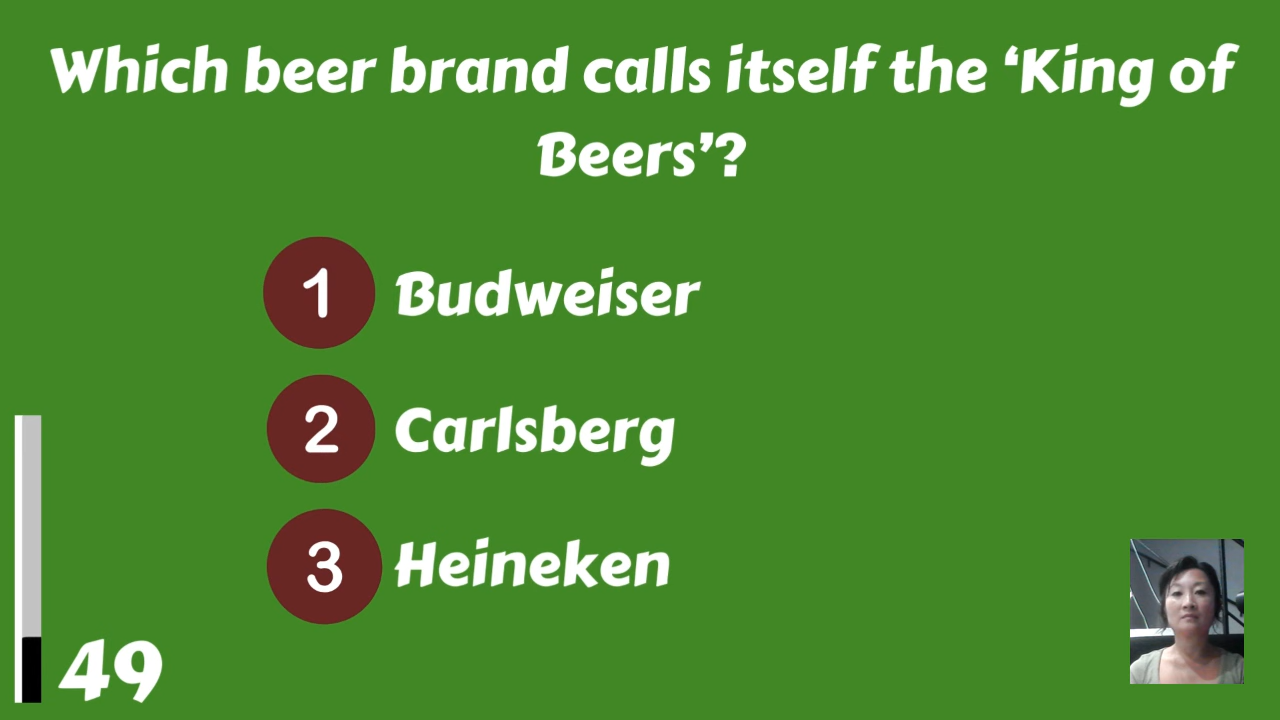 Which beer brand calls itself the ‘King of
Beers’?
1 Budweiser
2 Carlsberg
3 Heineken
49